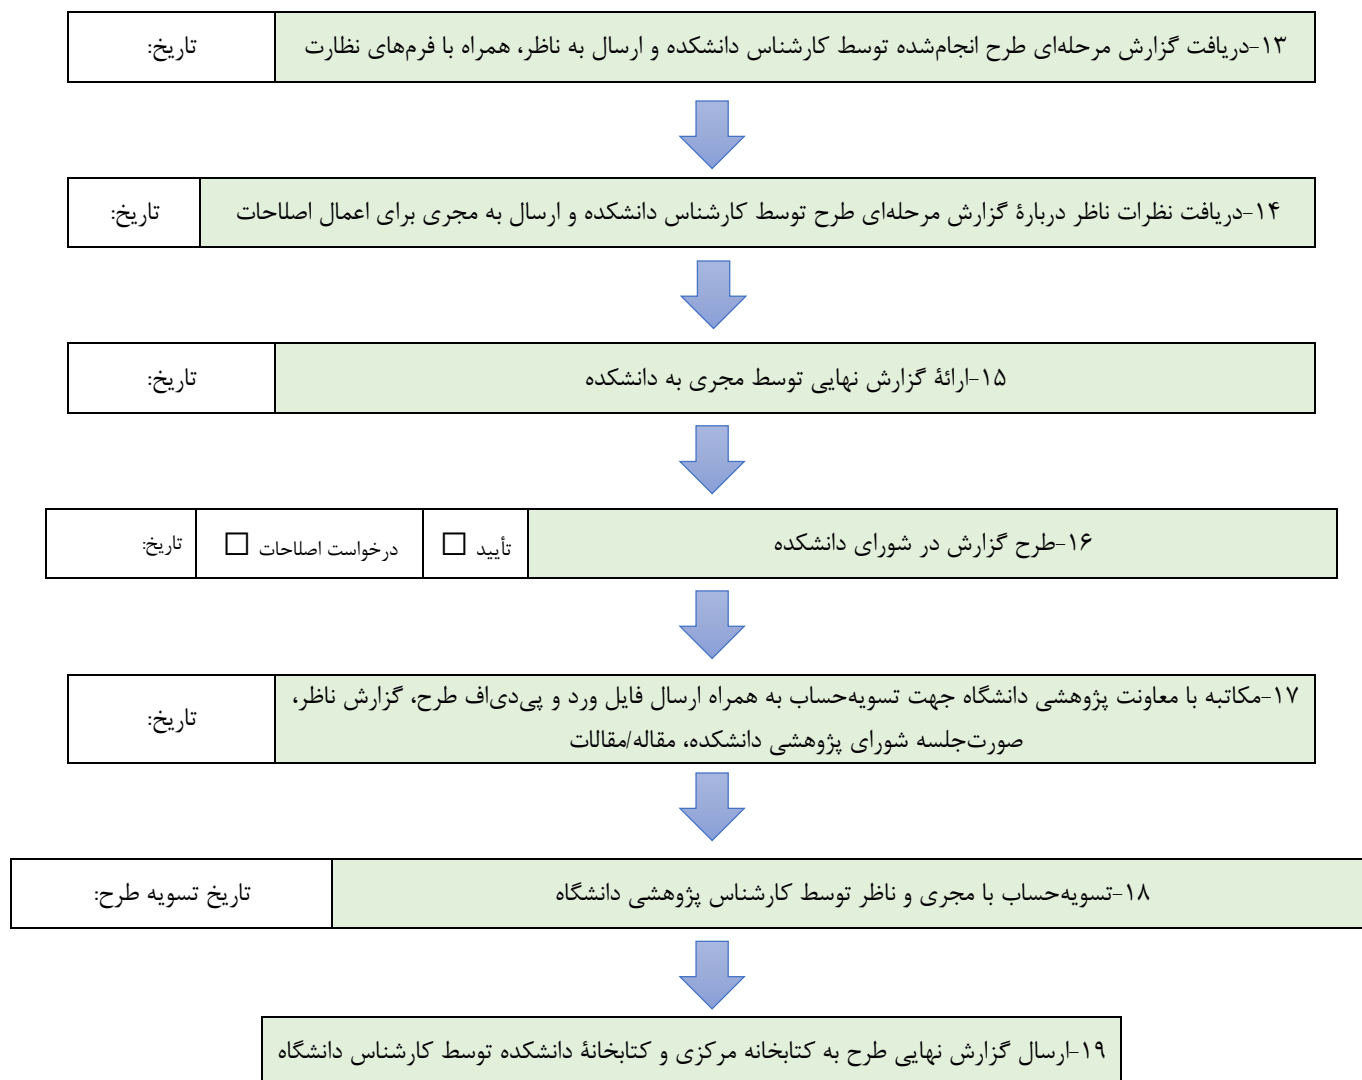 ۱۳-دریافت گزارش مرحله‌ای طرح انجام‌شده توسط کارشناس دانشکده و ارسال به ناظر، همراه با فرم‌های نظارت
تاریخ:
۱۴-دریافت نظرات ناظر دربارۀ گزارش مرحله‌ای طرح توسط کارشناس دانشکده و ارسال به مجری برای اعمال اصلاحات
تاریخ:
۱۵-ارائۀ گزارش نهایی توسط مجری به دانشکده
تاریخ:
۱۶-طرح گزارش در شورای دانشکده
تأیید ☐
درخواست اصلاحات ☐
تاریخ:
۱۷-مکاتبه با معاونت پژوهشی دانشگاه جهت تسویه‌حساب به همراه ارسال فایل ورد و پی‌دی‌اف طرح، گزارش ناظر،
صورت‌جلسه شورای پژوهشی دانشکده، مقاله/مقالات
تاریخ:
۱۸-تسویه‌حساب با مجری و ناظر توسط کارشناس پژوهشی دانشگاه
تاریخ تسویه طرح:
۱۹-ارسال گزارش نهایی طرح به کتابخانه مرکزی و کتابخانۀ دانشکده توسط کارشناس دانشگاه